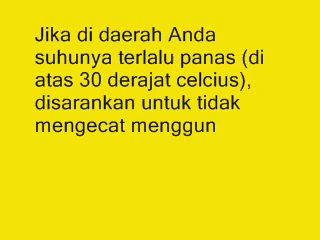 Jika di daerah Anda
suhunya terlalu panas (di
atas 30 derajat celcius),
disarankan untuk tidak
mengecat menggun